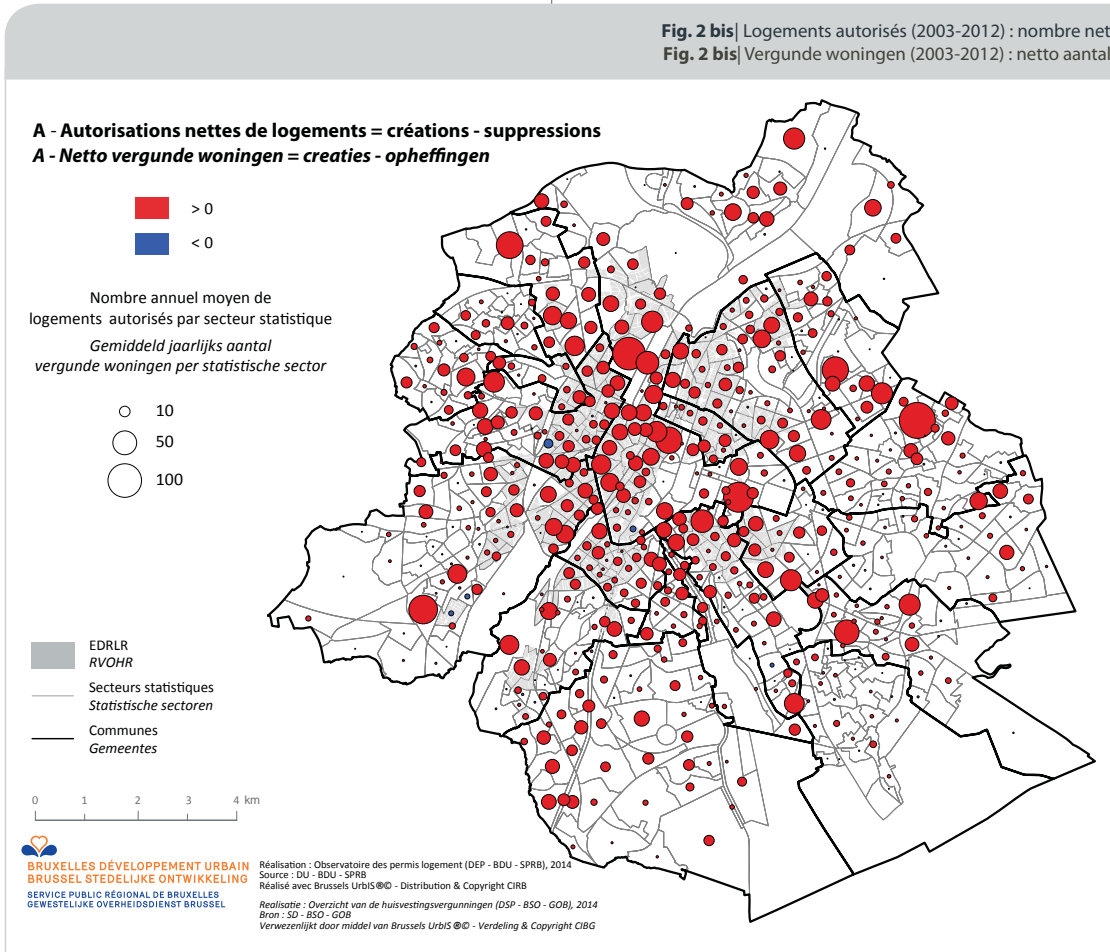 Fig. 2 bis| Logements autorisés (2003-2012) : nombre net
Fig. 2 bis| Vergunde woningen (2003-2012) : netto aantal
A - Autorisations nettes de logements = créations - suppressions
A - Netto vergunde woningen = creaties - opheffingen
> 0
< 0
Nombre annuel moyen de
logements autorisés par secteur statistique
Gemiddeld jaarlijks aantal
vergunde woningen per statistische sector
10
50
100
EDRLR
RVOHR
Secteurs statistiques
Statistische sectoren
Communes
Gemeentes
0 1 2 3 4 km
BRUXELLES DÉVELOPPEMENT URBAIN
BRUSSEL STEDELIJKE ONTWIKKELING
SERVICE PUBLIC RÉGIONAL DE BRUXELLES
GEWESTELIJKE OVERHEIDSDIENST BRUSSEL
Réalisation : Observatoire des permis logement (DEP - BDU - SPRB), 2014
Source : DU - BDU - SPRB
Réalisé avec Brussels UrbIS®© - Distribution & Copyright CIRB
Realisatie : Overzicht van de huisvestingsvergunningen (DSP - BSO - GOB), 2014
Bron : SD - BSO - GOB
Verwezenlijkt door middel van Brussels UrbIS ®© - Verdeling & Copyright CIBG